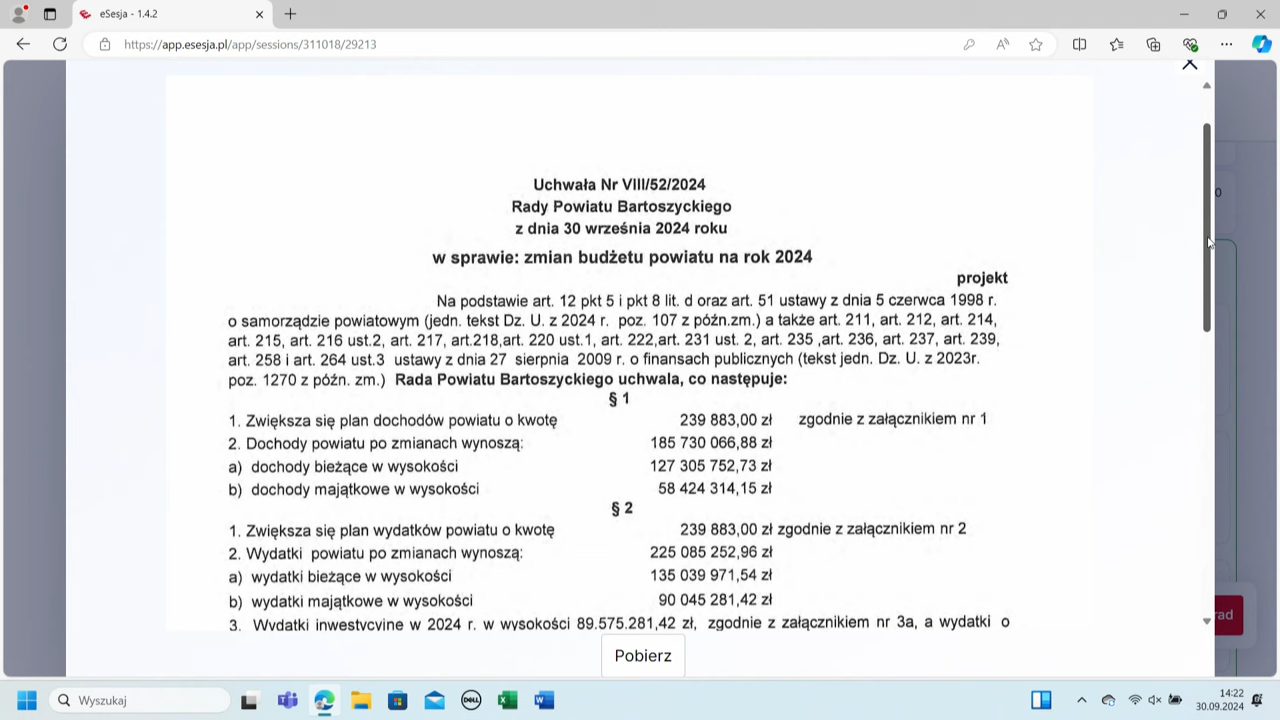 eSesja - 1.4.2
https://app.esesja.pl/app/sessions/311018/29213
Uchwała Nr VIII/52/2024
Rady Powiatu Bartoszyckiego
z dnia 30 września 2024 roku
w sprawie: zmian budżetu powiatu na rok 2024
projekt
Na podstawie art. 12 pkt 5 i pkt 8 lit. d oraz art. 51 ustawy z dnia 5 czerwca 1998 r.
o samorządzie powiatowym (jedn. tekst Dz. U. z 2024 r. poz. 107 z późn.zm.) a także art. 211, art. 212, art. 214,
art. 215, art. 216 ust.2, art. 217, art.218,art. 220 ust.1, art. 222,art. 231 ust. 2, art. 235 ,art. 236, art. 237, art. 239,
art. 258 i art. 264 ust.3 ustawy z dnia 27 sierpnia 2009 r. o finansach publicznych (tekst jedn. Dz. U. z 2023r.
poz. 1270 z późn. zm.) Rada Powiatu Bartoszyckiego uchwala, co następuje:
§ 1
1. Zwiększa się plan dochodów powiatu o kwotę 239 883,00 zł zgodnie z załącznikiem nr 1
2. Dochody powiatu po zmianach wynoszą: 185 730 066,88 zł
a) dochody bieżące w wysokości 127 305 752,73 zł
b) dochody majątkowe w wysokości 58 424 314,15 zł
§ 2
1. Zwiększa się plan wydatków powiatu o kwotę 239 883,00 zł zgodnie z załącznikiem nr 2
2. Wydatki powiatu po zmianach wynoszą: 225 085 252,96 zł
a) wydatki bieżące w wysokości 135 039 971,54 zł
b) wydatki majątkowe w wysokości 90 045 281,42 zł
3. Wydatki inwestycyjne w 2024 r. w wysokości 89.575.281,42 zł, zgodnie z załącznikiem nr 3a, a wydatki o
0
ad
Pobierz
Wyszukaj
DELL
14:22
30.09.2024